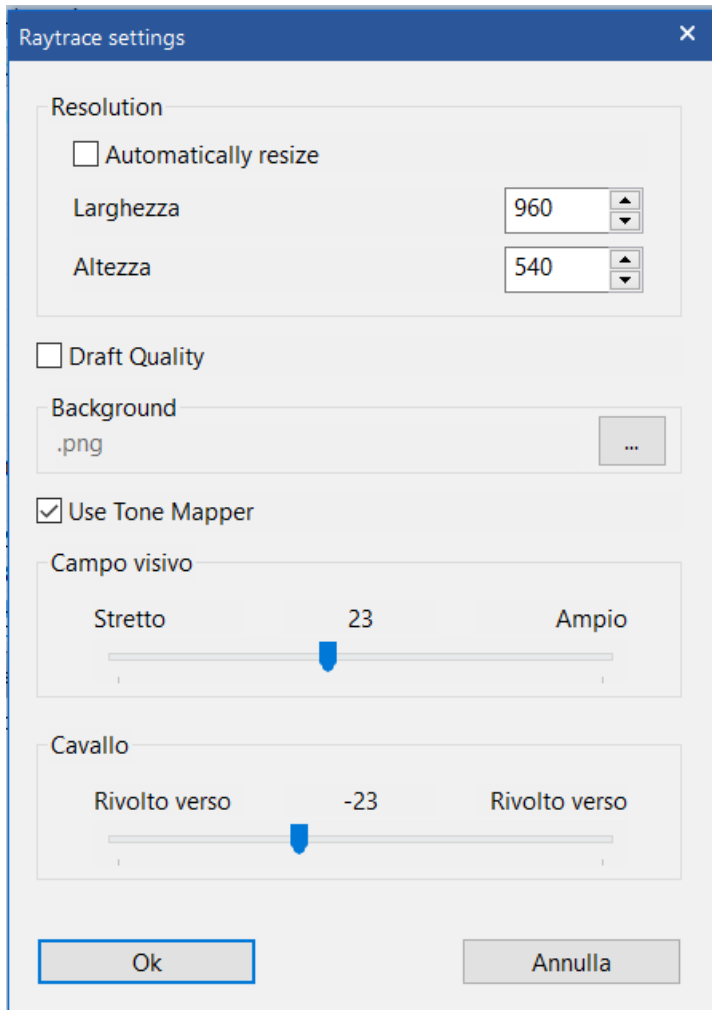 Raytrace settings
Resolution
Automatically resize
Larghezza 960
Altezza 540
Draft Quality
Background
.png ...
Use Tone Mapper
Campo visivo
Stretto 23 Ampio
Cavallo
Rivolto verso -23 Rivolto verso
Ok Annulla